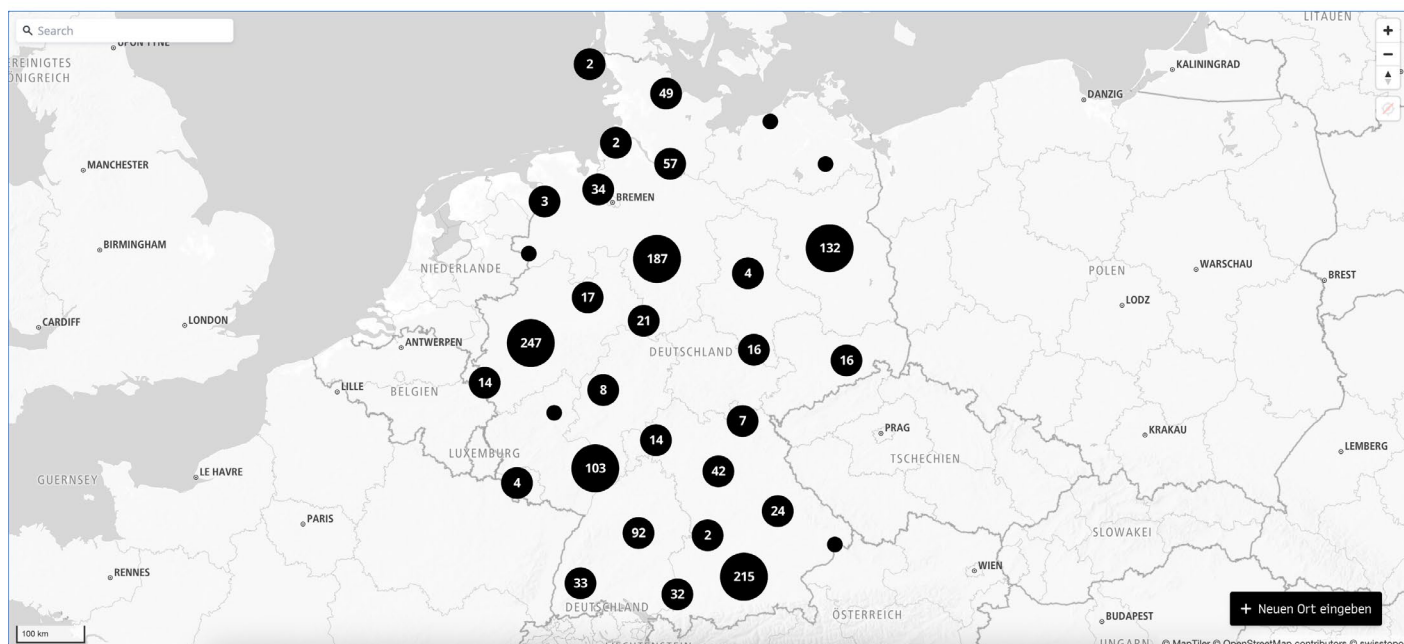 Search
LITAUEN
UPON TYNE
KALININGRAD
2
DANZIG
49
2
57
MANCHESTER
34
BREMEN
3
BIRMINGHAM
132
187
NIEDERLANDE
4
POLEN
WARSCHAU
BREST
17
LODZ
CARDIFF
LONDON
21
247
ANTWERPEN
DEUTSCHLAND
16
16
14
LILLE
BELGIEN
8
7
PRAG
KRAKAU
14
LUXEMBURG
TSCHECHIEN
LEMBERG
LE HAVRE
103
42
GUERNSEY
4
24
PARIS
92
2
SLOWAKEI
WIEN
RENNES
215
33
32
DEUTSCHLAND
ÖSTERREICH
+ Neuen Ort eingeben
BUDAPEST
100 km
© MapTiler © OpenStreetMap contributors © swisstopo